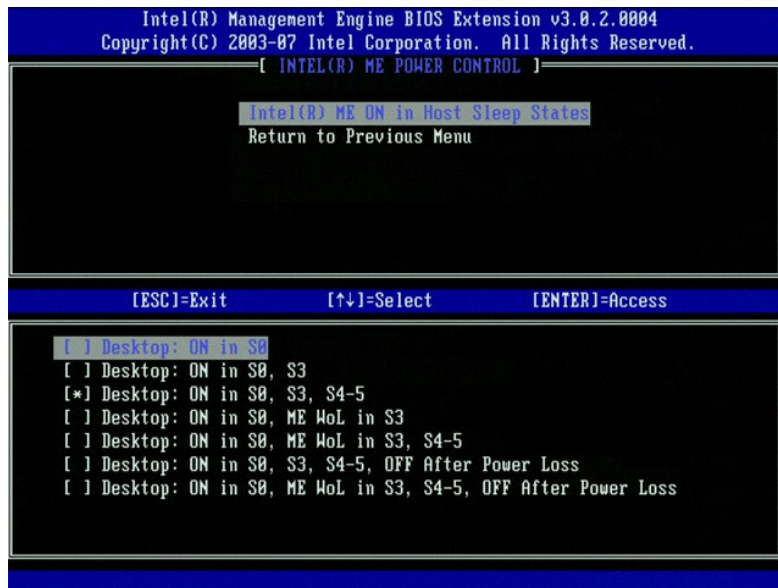 Intel(R) Management Engine BIOS Extension v3.0.2.0004
Copyright(C) 2003-07 Intel Corporation. All Rights Reserved.
[ INTEL(R) ME POWER CONTROL ]
Intel(R) ME ON in Host Sleep States
Return to Previous Menu
[ESC]=Exit [↑↓]=Select [ENTER]=Access
[ ] Desktop: ON in S0
[ ] Desktop: ON in S0, S3
[*] Desktop: ON in S0, S3, S4-5
[ ] Desktop: ON in S0, ME WoL in S3
[ ] Desktop: ON in S0, ME WoL in S3, S4-5
[ ] Desktop: ON in S0, S3, S4-5, OFF After Power Loss
[ ] Desktop: ON in S0, ME WoL in S3, S4-5, OFF After Power Loss